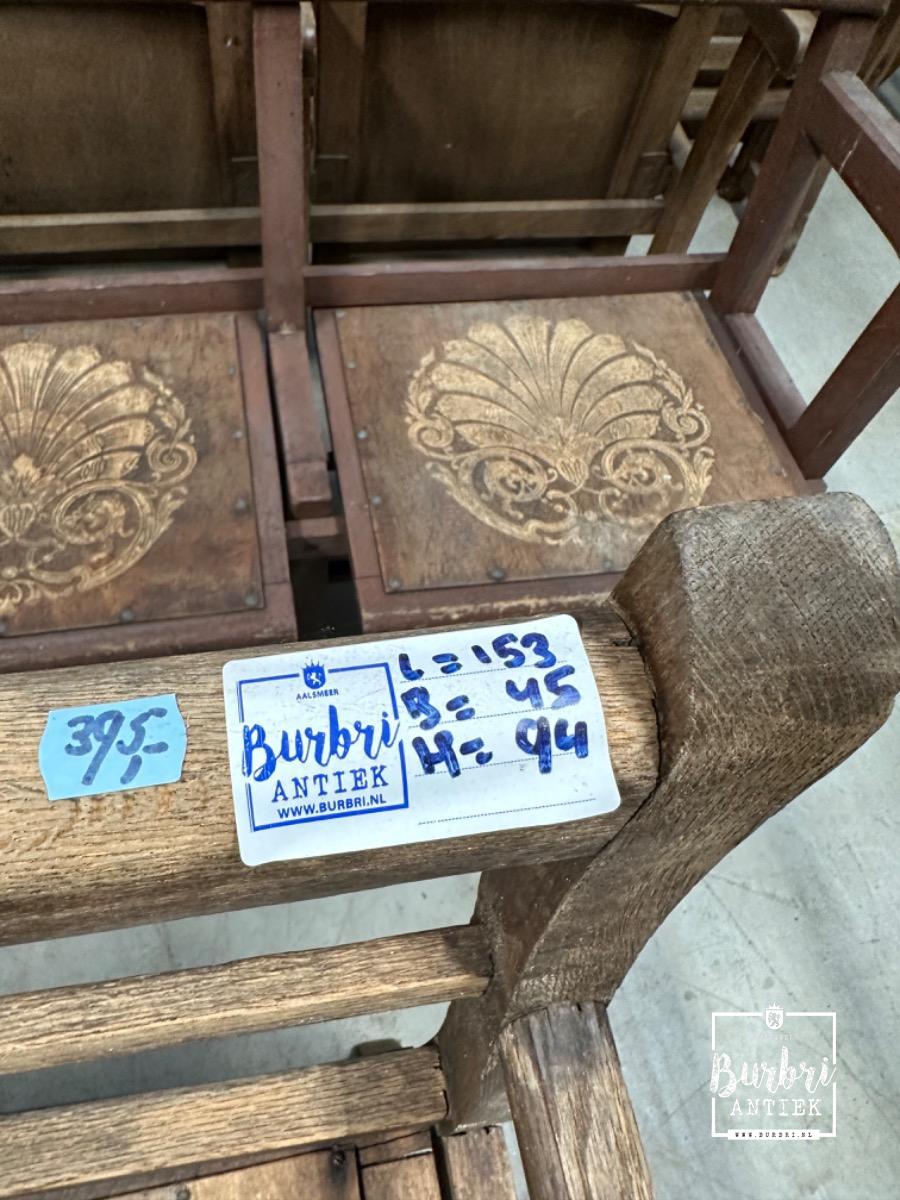 395,-
AALSMEER
Burbri
ANTIEK
WWW.BURBRI.NL
L = 153
B = 45
H = 94
Burbri
ANTIEK
WWW.BURBRI.NL